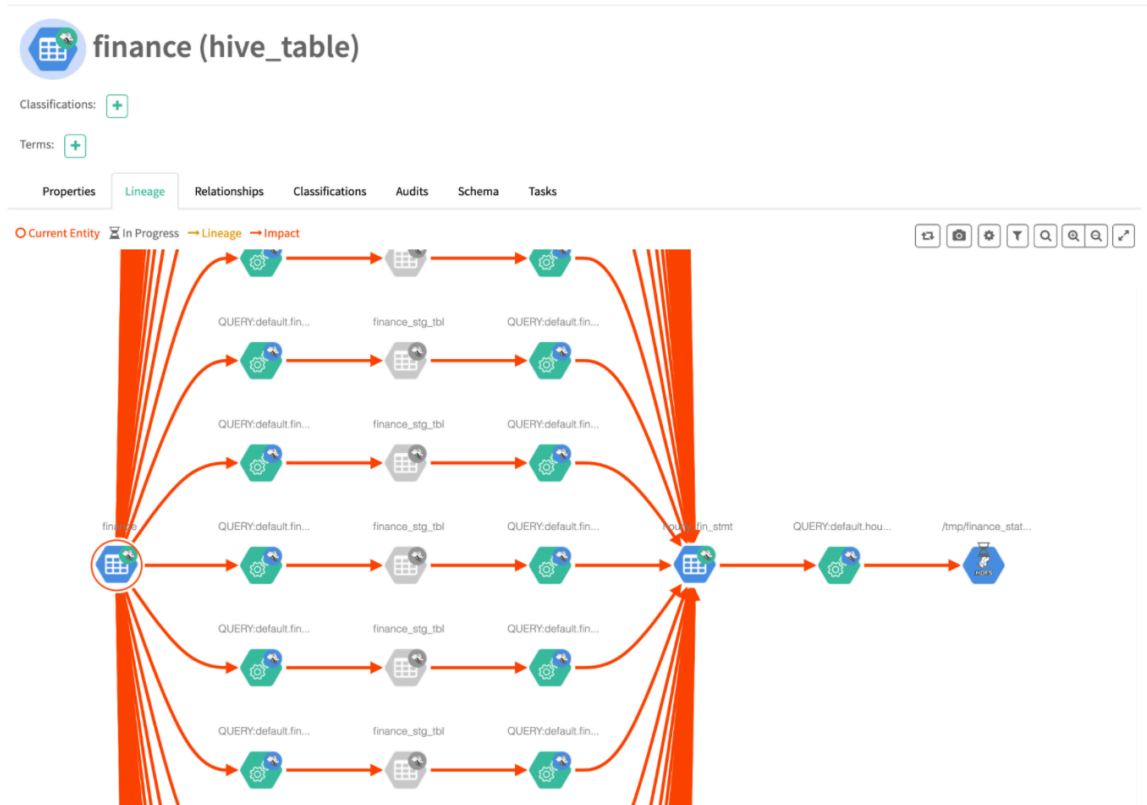 finance (hive_table)
Classifications:
Terms:
Properties Lineage Relationships Classifications Audits Schema Tasks
Current Entity In Progress Lineage Impact
QUERY:default.fin... finance_stg_tbl QUERY:default.fin...
QUERY:default.fin... finance_stg_tbl QUERY:default.fin...
finance QUERY:default.fin... finance_stg_tbl QUERY:default.fin... hourly_fin_stmt QUERY:default.hou... /tmp/finance_stat...
HDFS
QUERY:default.fin... finance_stg_tbl QUERY:default.fin...
QUERY:default.fin... finance_stg_tbl QUERY:default.fin...